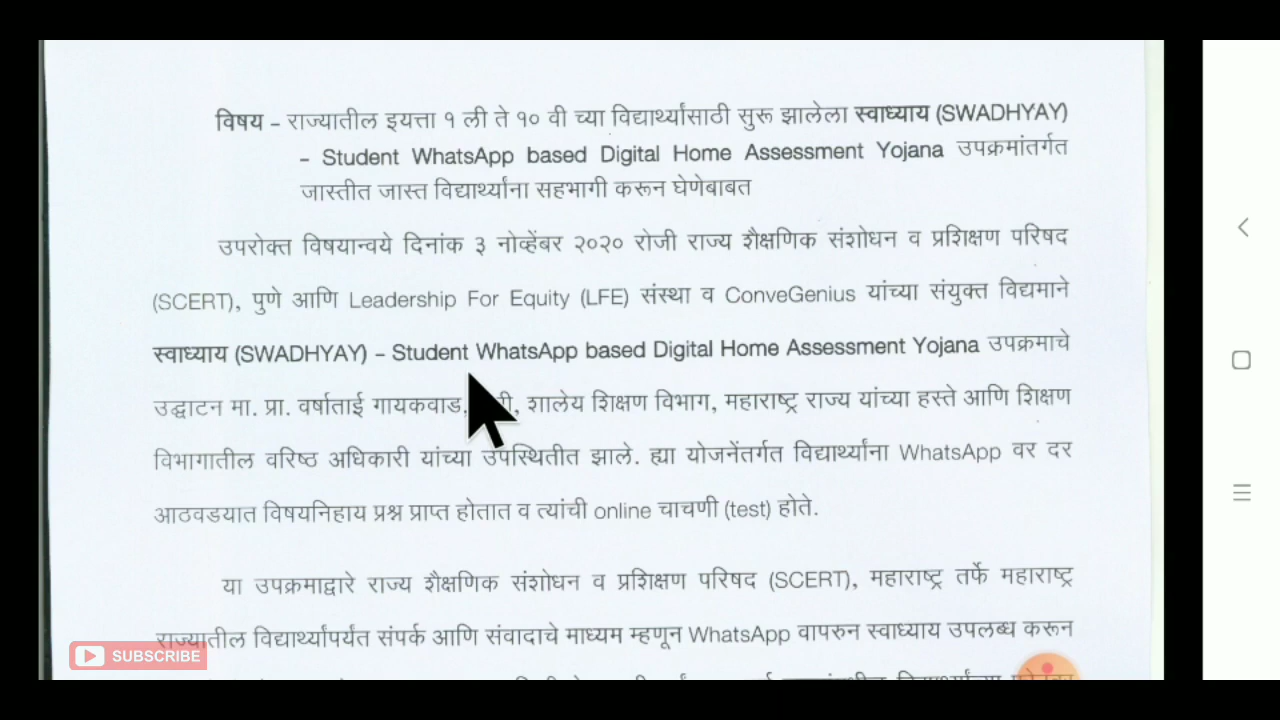 विषय – राज्यातील इयत्ता १ ली ते १० वी च्या विद्यार्थ्यांसाठी सुरू झालेला स्वाध्याय (SWADHYAY)
– Student WhatsApp based Digital Home Assessment Yojana उपक्रमांतर्गत
जास्तीत जास्त विद्यार्थ्यांना सहभागी करून घेणेबाबत
उपरोक्त विषयान्वये दिनांक ३ नोव्हेंबर २०२० रोजी राज्य शैक्षणिक संशोधन व प्रशिक्षण परिषद
(SCERT), पुणे आणि Leadership For Equity (LFE) संस्था व ConveGenius यांच्या संयुक्त विद्यमाने
स्वाध्याय (SWADHYAY) – Student WhatsApp based Digital Home Assessment Yojana उपक्रमाचे
उद्घाटन मा. प्रा. वर्षाताई गायकवाड, शालेय शिक्षण विभाग, महाराष्ट्र राज्य यांच्या हस्ते आणि शिक्षण
विभागातील वरिष्ठ अधिकारी यांच्या उपस्थितीत झाले. ह्या योजनेंतर्गत विद्यार्थ्यांना WhatsApp वर दर
आठवडयात विषयनिहाय प्रश्न प्राप्त होतात व त्यांची online चाचणी (test) होते.
या उपक्रमाद्वारे राज्य शैक्षणिक संशोधन व प्रशिक्षण परिषद (SCERT), महाराष्ट्र तर्फे महाराष्ट्र
राज्यातील विद्यार्थ्यांपर्यंत संपर्क आणि संवादाचे माध्यम म्हणून WhatsApp वापरुन स्वाध्याय उपलब्ध करून
SUBSCRIBE